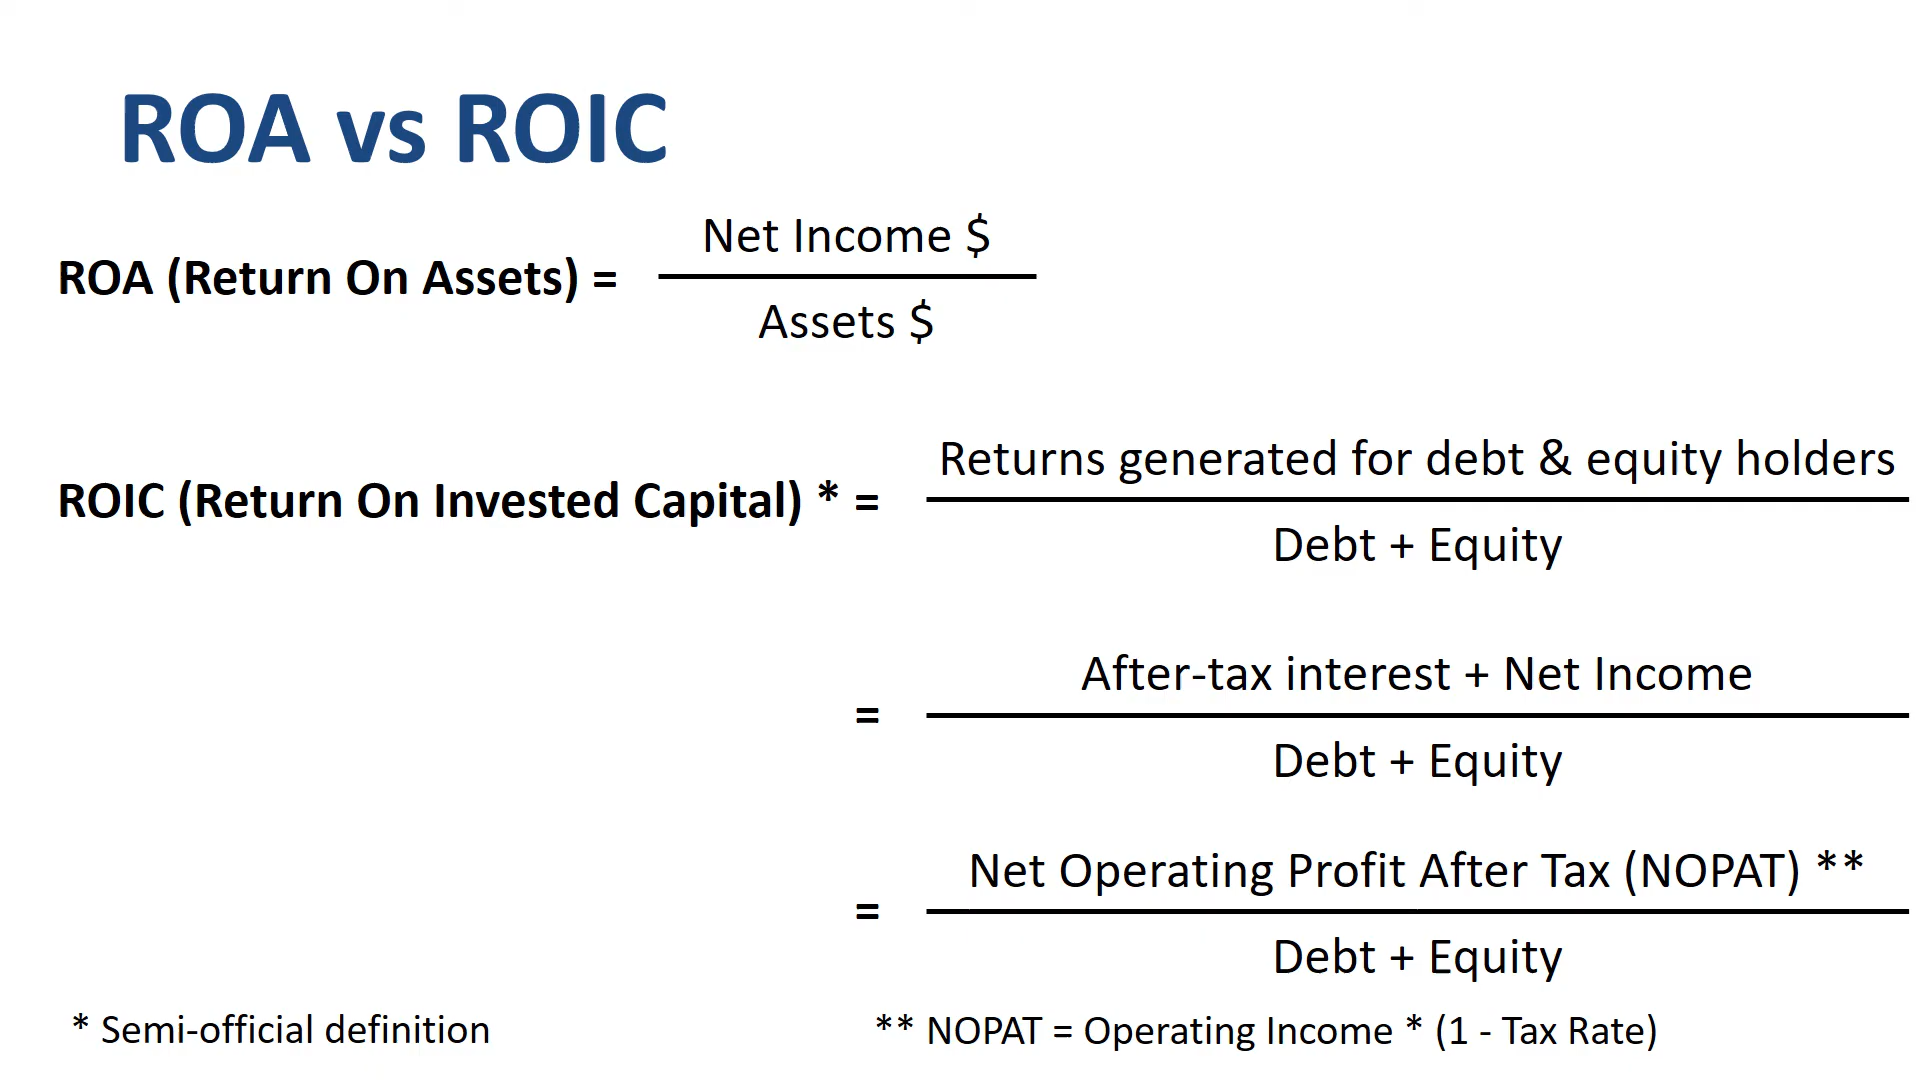 ROA vs ROIC
Net Income $
ROA (Return On Assets) =
Assets $
Returns generated for debt & equity holders
ROIC (Return On Invested Capital) * =
Debt + Equity
After-tax interest + Net Income
=
Debt + Equity
Net Operating Profit After Tax (NOPAT) **
=
Debt + Equity
* Semi-official definition
** NOPAT = Operating Income * (1 - Tax Rate)